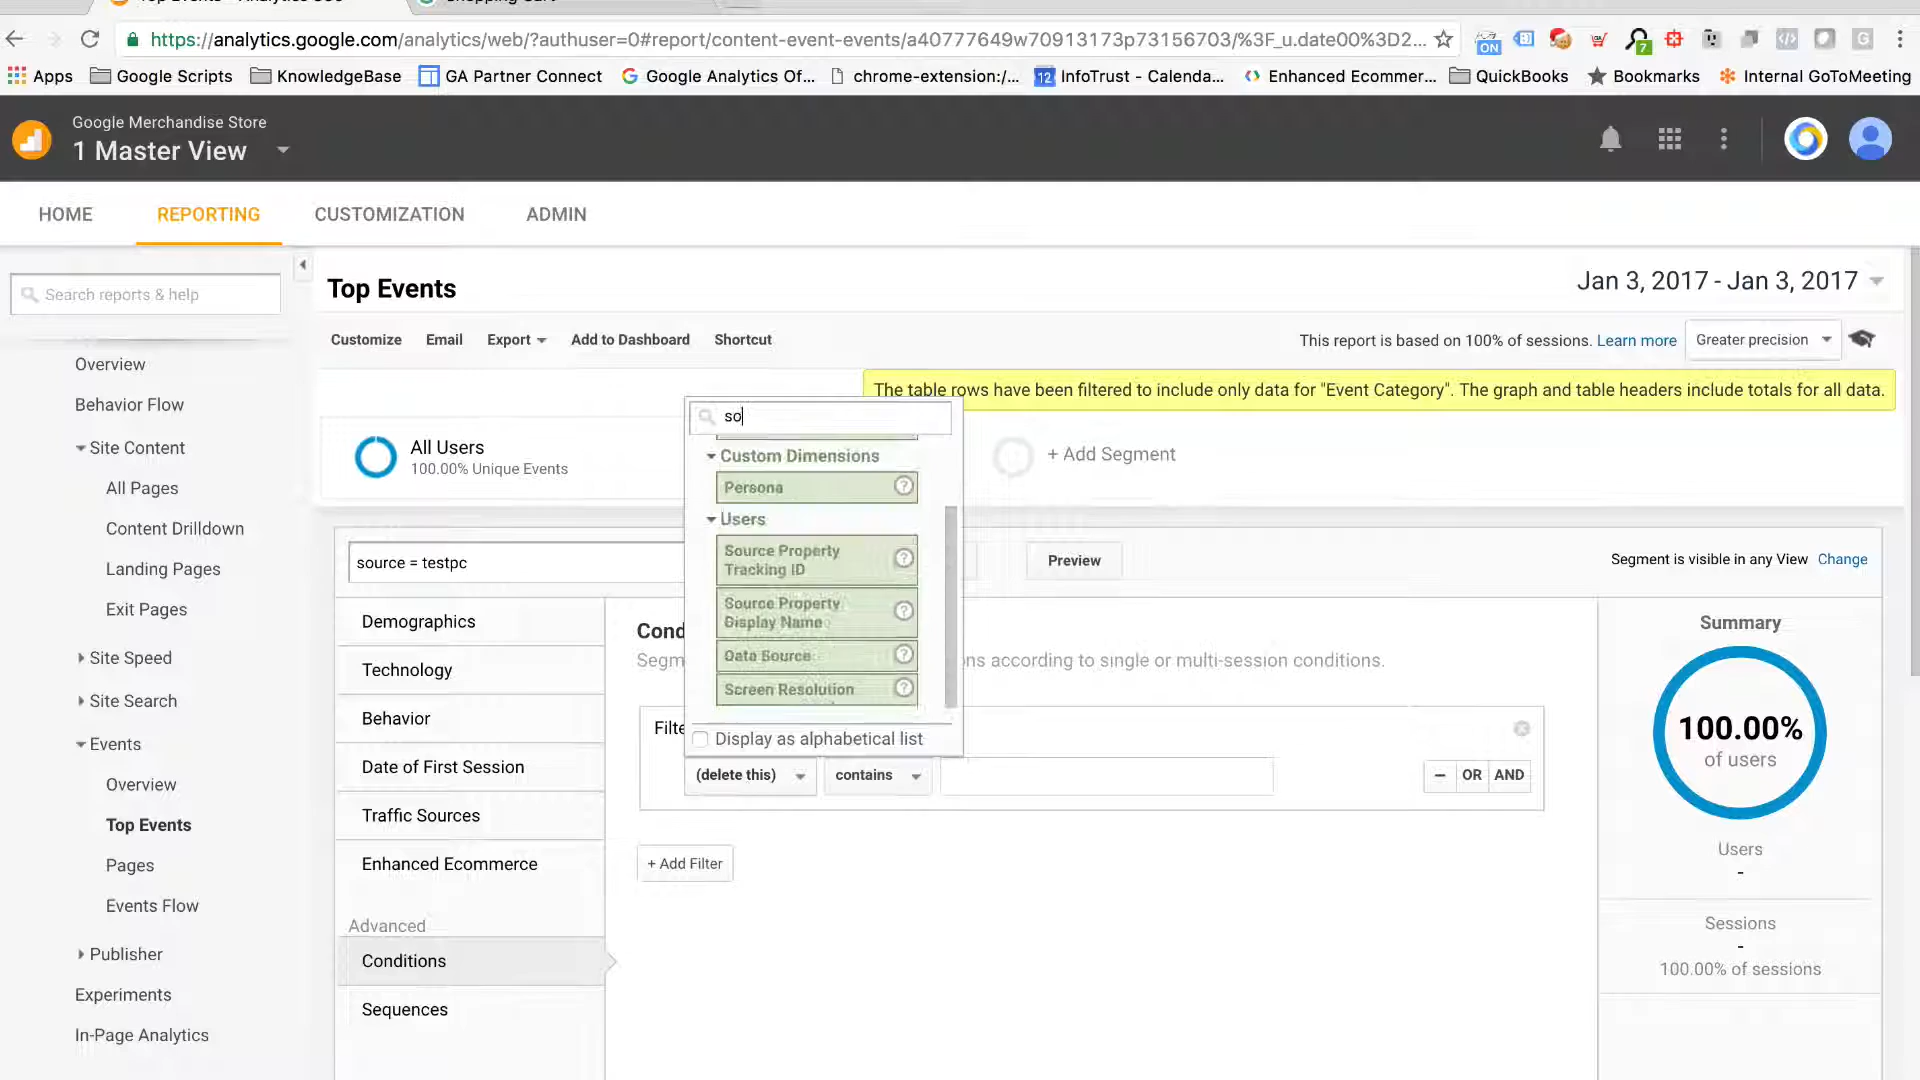 https://analytics.google.com/analytics/web/?authuser=0#report/content-event-events/a40777649w70913173p73156703/%3F_u.date00%3D2...
ON
7
Apps
Google Scripts
KnowledgeBase
GA Partner Connect
Google Analytics Of...
chrome-extension:/...
12
InfoTrust - Calenda...
Enhanced Ecommer...
QuickBooks
Bookmarks
Internal GoToMeeting
Google Merchandise Store
1 Master View
HOME
REPORTING
CUSTOMIZATION
ADMIN
Search reports & help
Top Events
Jan 3, 2017 - Jan 3, 2017
Customize
Email
Export
Add to Dashboard
Shortcut
This report is based on 100% of sessions. Learn more
Greater precision
The table rows have been filtered to include only data for "Event Category". The graph and table headers include totals for all data.
Overview
Behavior Flow
Site Content
All Pages
Content Drilldown
Landing Pages
Exit Pages
Site Speed
Site Search
Events
Overview
Top Events
Pages
Events Flow
Publisher
Experiments
In-Page Analytics
All Users
100.00% Unique Events
+ Add Segment
so
Custom Dimensions
Persona
Users
Source Property
Tracking ID
Source Property
Display Name
Data Source
Screen Resolution
Display as alphabetical list
source = testpc
Preview
Segment is visible in any View Change
Demographics
Technology
Behavior
Date of First Session
Traffic Sources
Enhanced Ecommerce
Advanced
Conditions
Sequences
Cond
Segm
ns according to single or multi-session conditions.
Filte
(delete this)
contains
OR
AND
+ Add Filter
Summary
100.00%
of users
Users
-
Sessions
-
100.00% of sessions